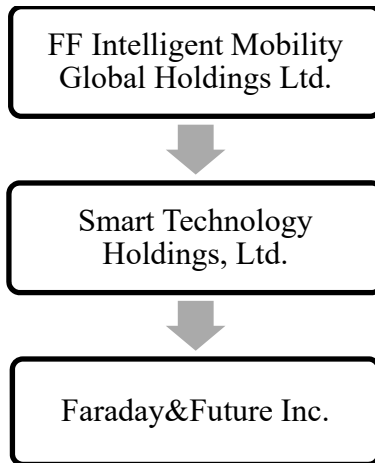 FF Intelligent Mobility
Global Holdings Ltd.
Smart Technology
Holdings, Ltd.
Faraday&Future Inc.